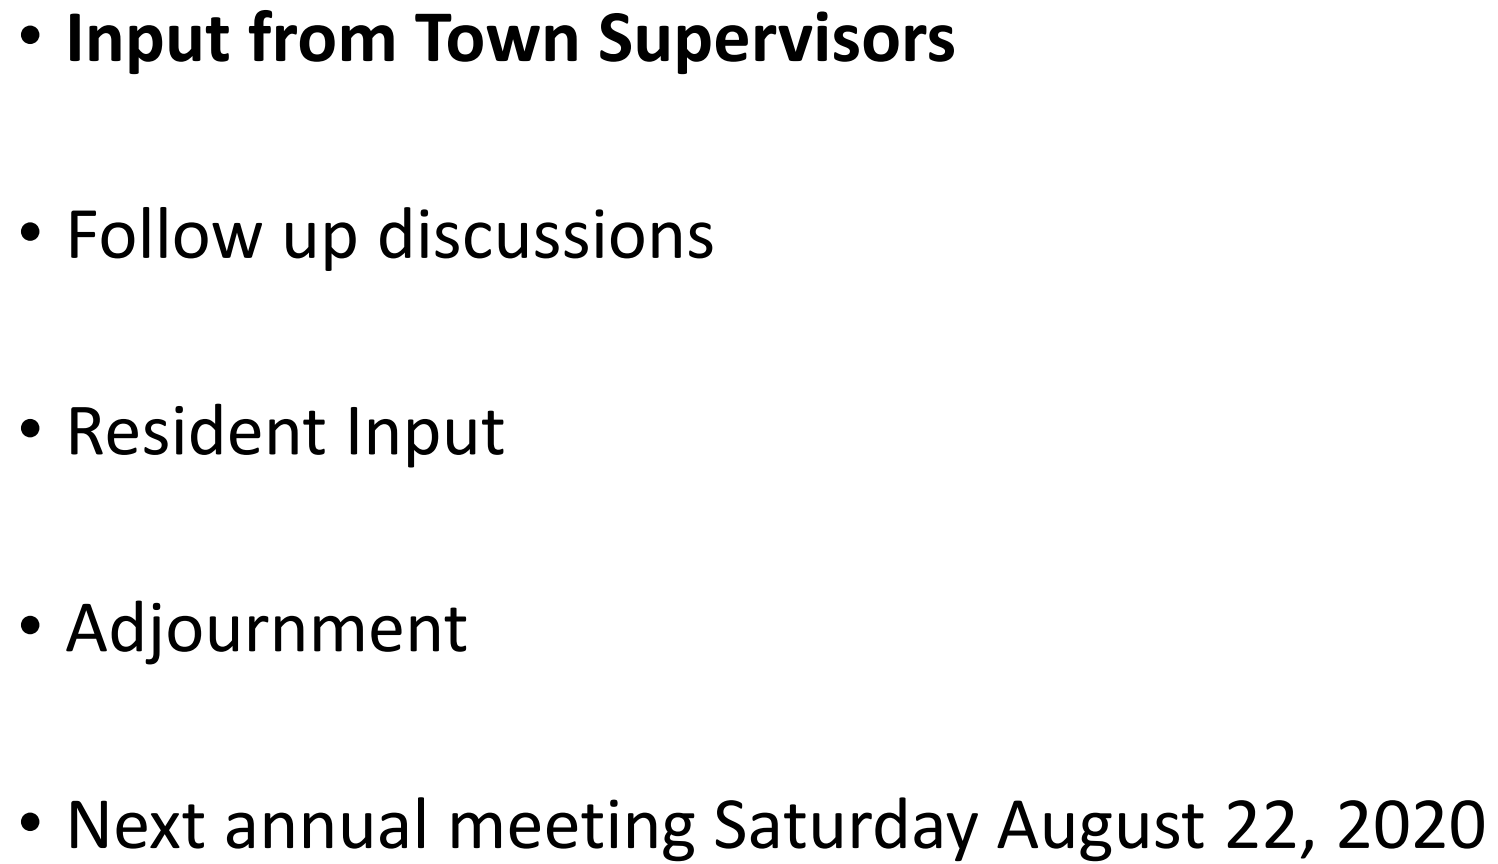 • Input from Town Supervisors
• Follow up discussions
• Resident Input
• Adjournment
• Next annual meeting Saturday August 22, 2020